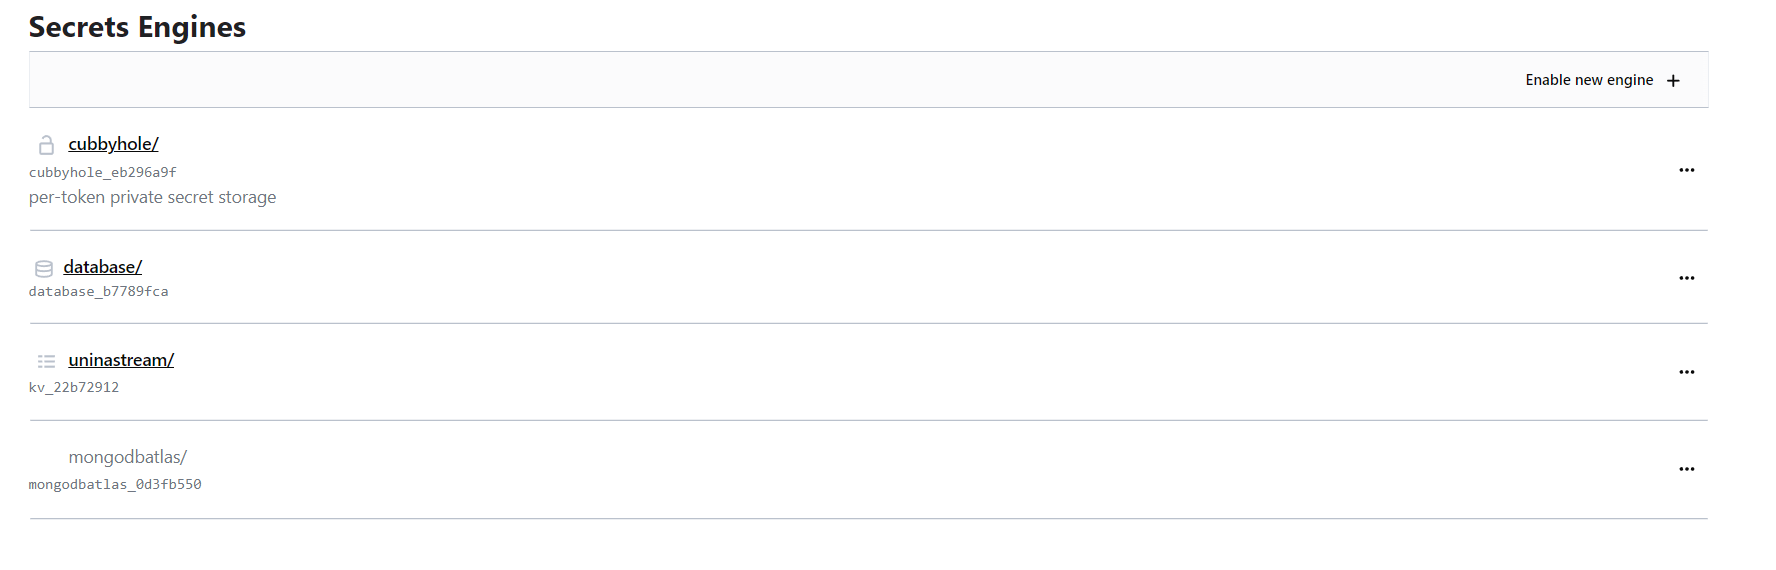 Secrets Engines
Enable new engine +
cubbyhole/
cubbyhole_eb296a9f
per-token private secret storage
database/
database_b7789fca
uninastream/
kv_22b72912
mongodbatlas/
mongodbatlas_0d3fb550